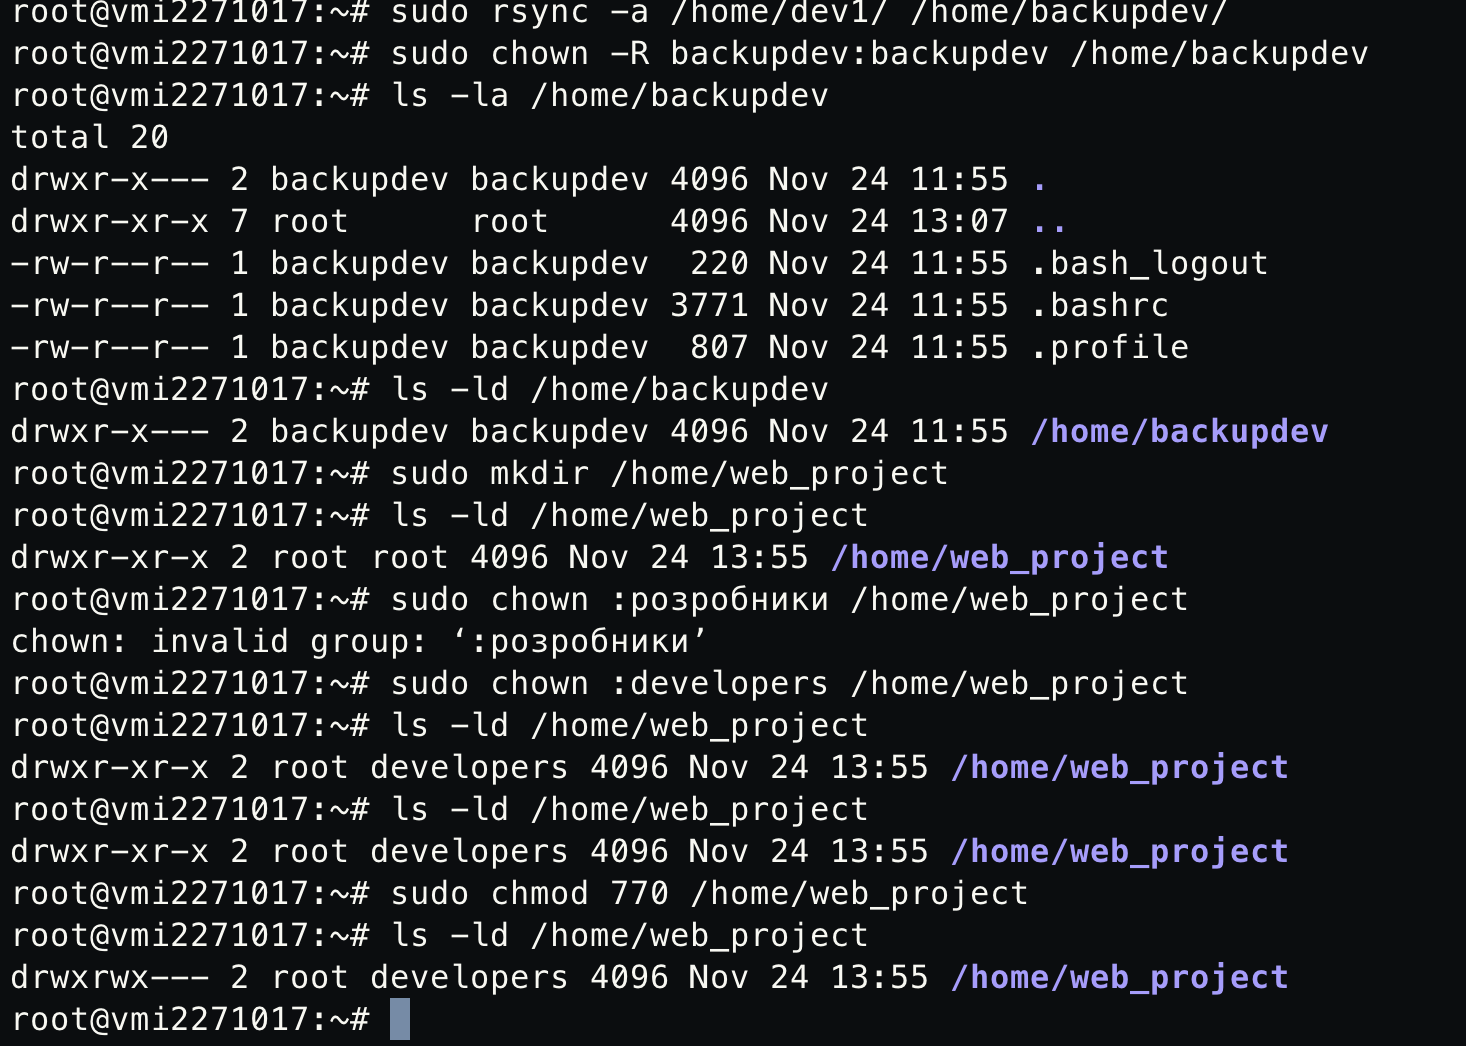 root@vmi2271017:~# sudo rsync -a /home/dev1/ /home/backupdev/
root@vmi2271017:~# sudo chown -R backupdev:backupdev /home/backupdev
root@vmi2271017:~# ls -la /home/backupdev
total 20
drwxr-x--- 2 backupdev backupdev 4096 Nov 24 11:55 .
drwxr-xr-x 7 root      root      4096 Nov 24 13:07 ..
-rw-r--r-- 1 backupdev backupdev  220 Nov 24 11:55 .bash_logout
-rw-r--r-- 1 backupdev backupdev 3771 Nov 24 11:55 .bashrc
-rw-r--r-- 1 backupdev backupdev  807 Nov 24 11:55 .profile
root@vmi2271017:~# ls -ld /home/backupdev
drwxr-x--- 2 backupdev backupdev 4096 Nov 24 11:55 /home/backupdev
root@vmi2271017:~# sudo mkdir /home/web_project
root@vmi2271017:~# ls -ld /home/web_project
drwxr-xr-x 2 root root 4096 Nov 24 13:55 /home/web_project
root@vmi2271017:~# sudo chown :розробники /home/web_project
chown: invalid group: ‘:розробники’
root@vmi2271017:~# sudo chown :developers /home/web_project
root@vmi2271017:~# ls -ld /home/web_project
drwxr-xr-x 2 root developers 4096 Nov 24 13:55 /home/web_project
root@vmi2271017:~# ls -ld /home/web_project
drwxr-xr-x 2 root developers 4096 Nov 24 13:55 /home/web_project
root@vmi2271017:~# sudo chmod 770 /home/web_project
root@vmi2271017:~# ls -ld /home/web_project
drwxrwx--- 2 root developers 4096 Nov 24 13:55 /home/web_project
root@vmi2271017:~#